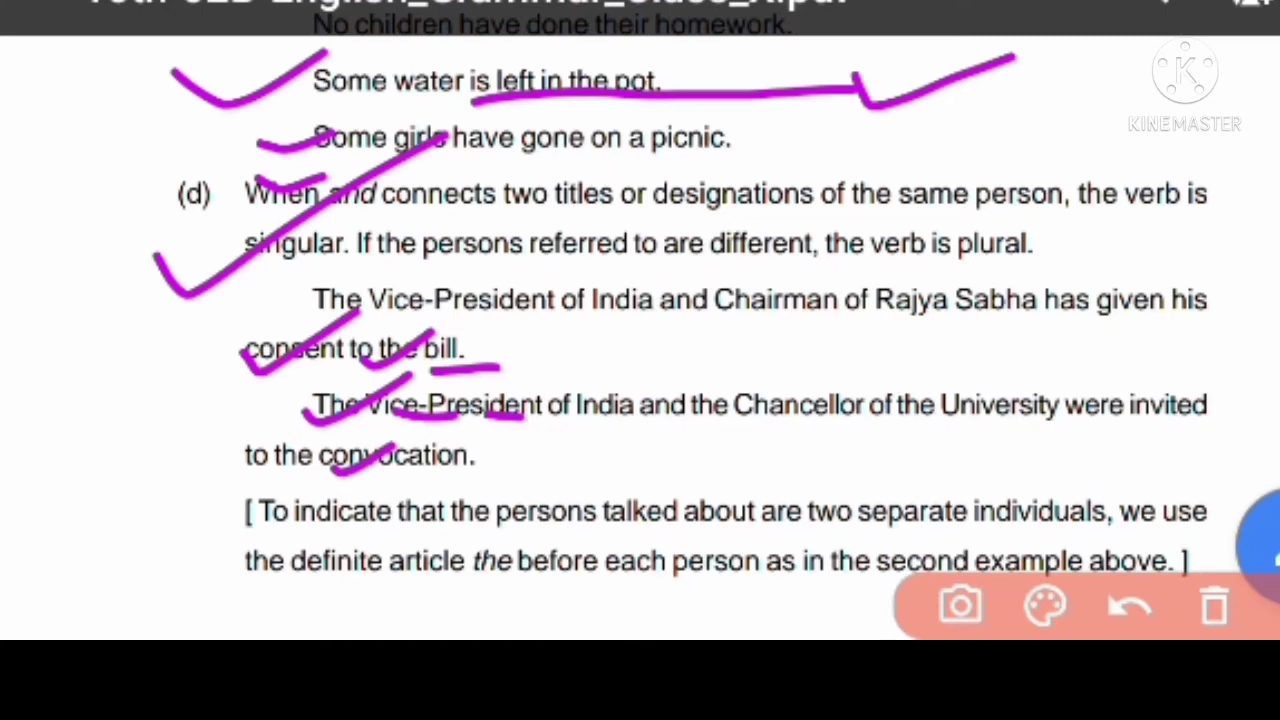 No children have done their homework.
Some water is left in the pot.
KINEMASTER
Some girls have gone on a picnic.
(d) When and connects two titles or designations of the same person, the verb is
singular. If the persons referred to are different, the verb is plural.
The Vice-President of India and Chairman of Rajya Sabha has given his
consent to the bill.
The Vice-President of India and the Chancellor of the University were invited
to the convocation.
[ To indicate that the persons talked about are two separate individuals, we use
the definite article the before each person as in the second example above. ]